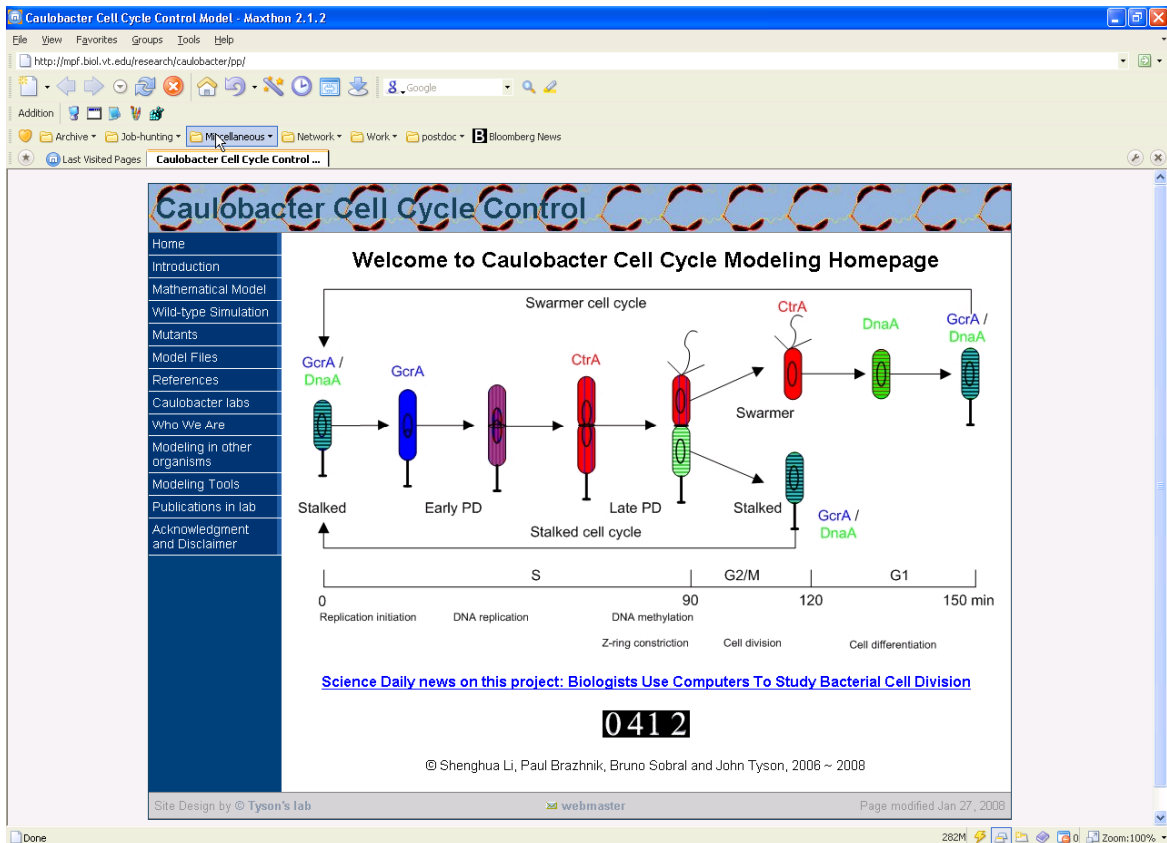 Caulobacter Cell Cycle Control Model - Maxthon 2.1.2
File View Favorites Groups Tools Help
http://mpf.biol.vt.edu/research/caulobacter/pp/
Google
Addition
Archive Job-hunting Miscellaneous Network Work postdoc B Bloomberg News
Last Visited Pages Caulobacter Cell Cycle Control ...
Caulobacter Cell Cycle Control
Home
Introduction
Mathematical Model
Wild-type Simulation
Mutants
Model Files
References
Caulobacter labs
Who We Are
Modeling in other
organisms
Modeling Tools
Publications in lab
Acknowledgment
and Disclaimer
Welcome to Caulobacter Cell Cycle Modeling Homepage
Swarmer cell cycle
CtrA
DnaA
GcrA /
DnaA
GcrA /
DnaA
GcrA
CtrA
Swarmer
Stalked
Early PD
Late PD
Stalked
GcrA /
DnaA
Stalked cell cycle
S G2/M G1
0 90 120 150 min
Replication initiation DNA replication DNA methylation
Z-ring constriction Cell division Cell differentiation
Science Daily news on this project: Biologists Use Computers To Study Bacterial Cell Division
0412
© Shenghua Li, Paul Brazhnik, Bruno Sobral and John Tyson, 2006 ~ 2008
Site Design by © Tyson's lab webmaster Page modified Jan 27, 2008
Done 282M 0 Zoom:100%